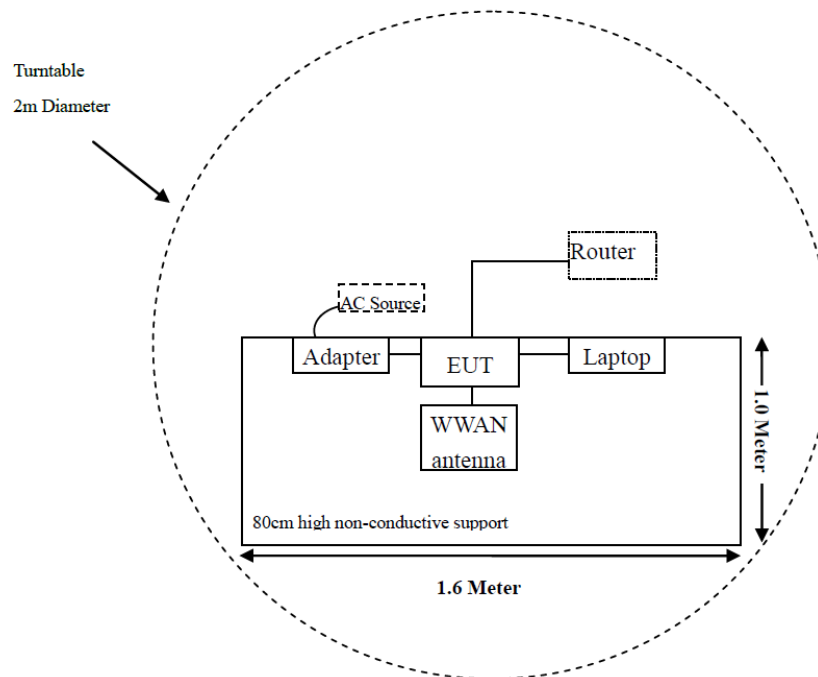 Turntable
2m Diameter
Router
AC Source
Adapter
EUT
Laptop
WWAN
antenna
1.0 Meter
80cm high non-conductive support
1.6 Meter